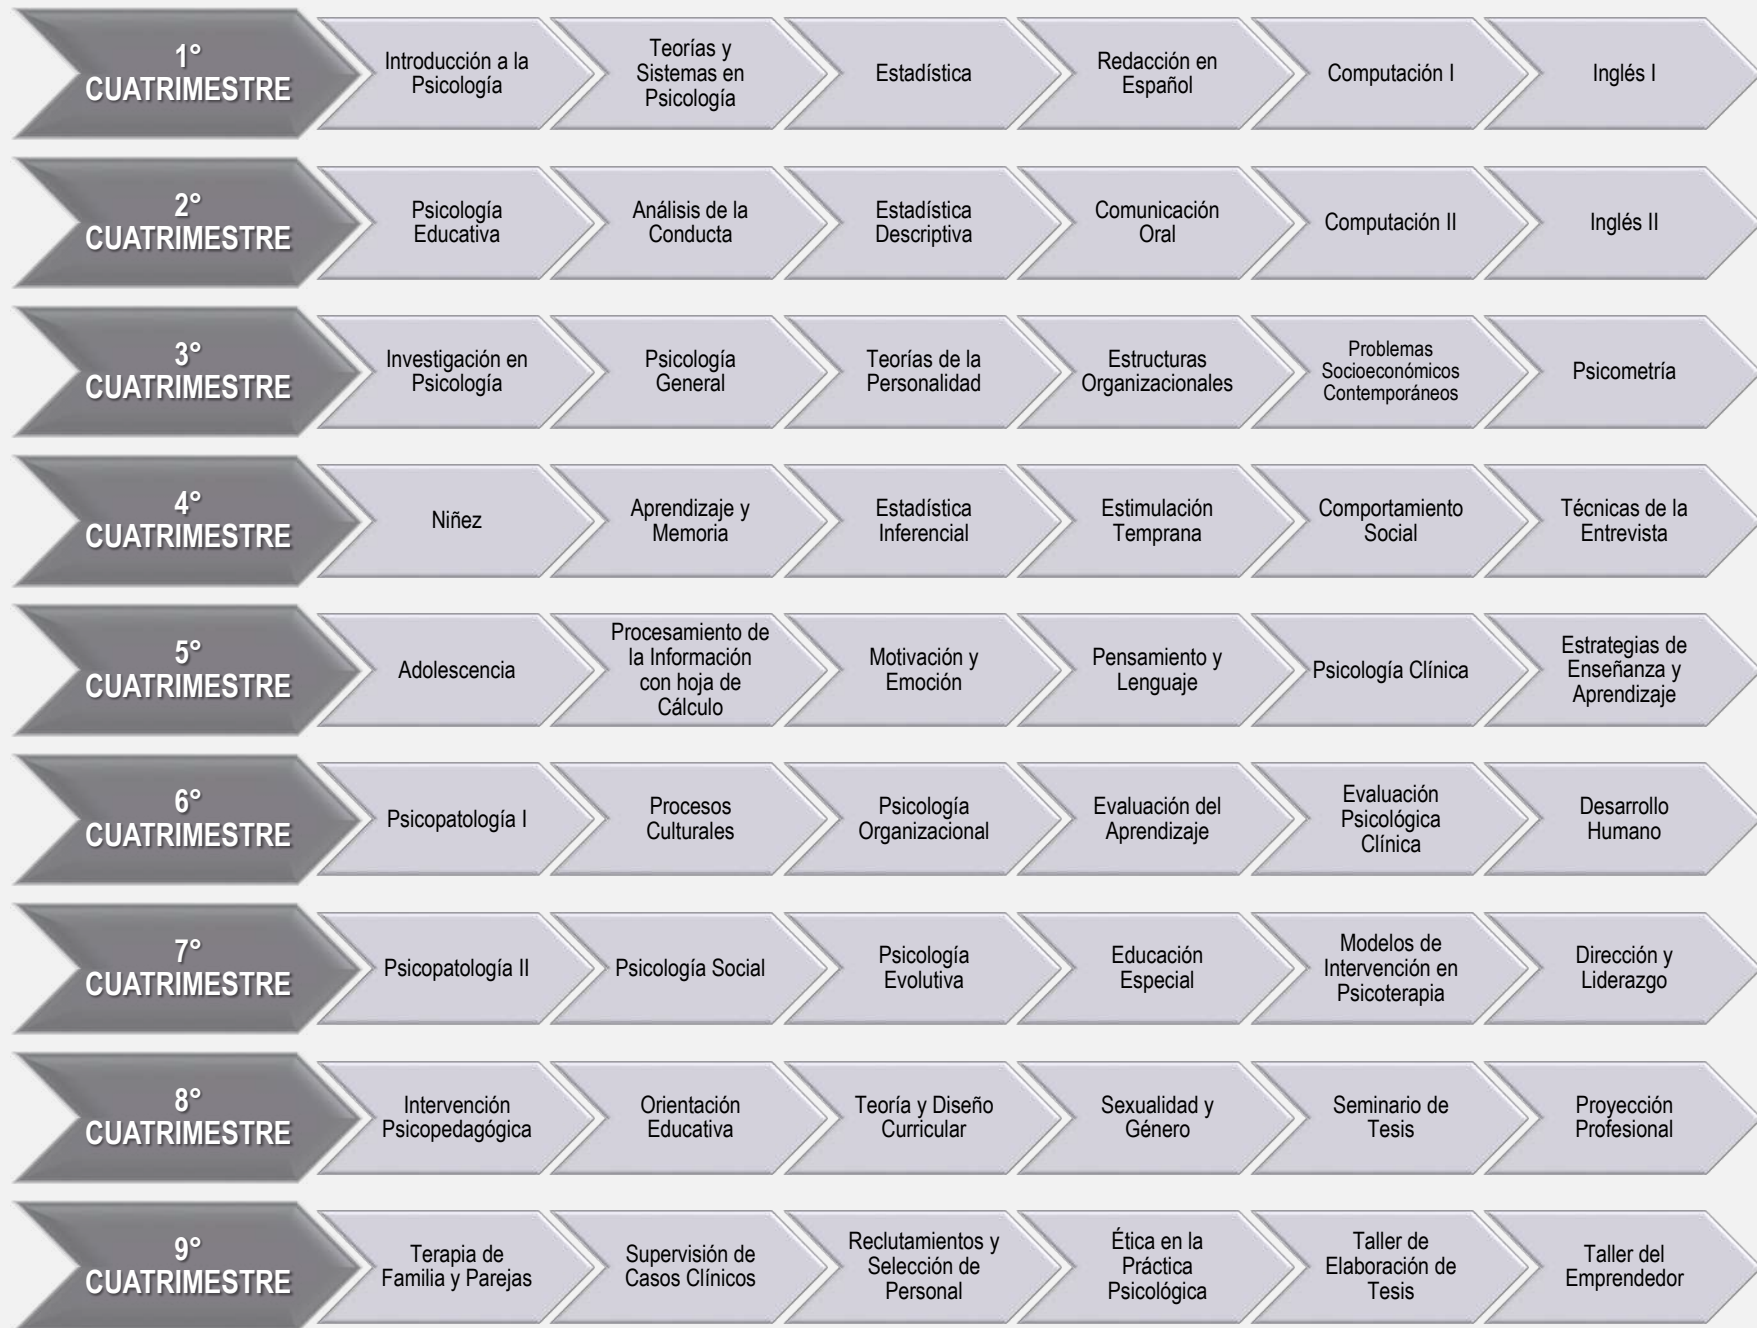 1°
CUATRIMESTRE
Introducción a la
Psicología
Teorías y
Sistemas en
Psicología
Estadística
Redacción en
Español
Computación I
Inglés I
2°
CUATRIMESTRE
Psicología
Educativa
Análisis de la
Conducta
Estadística
Descriptiva
Comunicación
Oral
Computación II
Inglés II
3°
CUATRIMESTRE
Investigación en
Psicología
Psicología
General
Teorías de la
Personalidad
Estructuras
Organizacionales
Problemas
Socioeconómicos
Contemporáneos
Psicometría
4°
CUATRIMESTRE
Niñez
Aprendizaje y
Memoria
Estadística
Inferencial
Estimulación
Temprana
Comportamiento
Social
Técnicas de la
Entrevista
5°
CUATRIMESTRE
Adolescencia
Procesamiento de
la Información
con hoja de
Cálculo
Motivación y
Emoción
Pensamiento y
Lenguaje
Psicología Clínica
Estrategias de
Enseñanza y
Aprendizaje
6°
CUATRIMESTRE
Psicopatología I
Procesos
Culturales
Psicología
Organizacional
Evaluación del
Aprendizaje
Evaluación
Psicológica
Clínica
Desarrollo
Humano
7°
CUATRIMESTRE
Psicopatología II
Psicología Social
Psicología
Evolutiva
Educación
Especial
Modelos de
Intervención en
Psicoterapia
Dirección y
Liderazgo
8°
CUATRIMESTRE
Intervención
Psicopedagógica
Orientación
Educativa
Teoría y Diseño
Curricular
Sexualidad y
Género
Seminario de
Tesis
Proyección
Profesional
9°
CUATRIMESTRE
Terapia de
Familia y Parejas
Supervisión de
Casos Clínicos
Reclutamientos y
Selección de
Personal
Ética en la
Práctica
Psicológica
Taller de
Elaboración de
Tesis
Taller del
Emprendedor